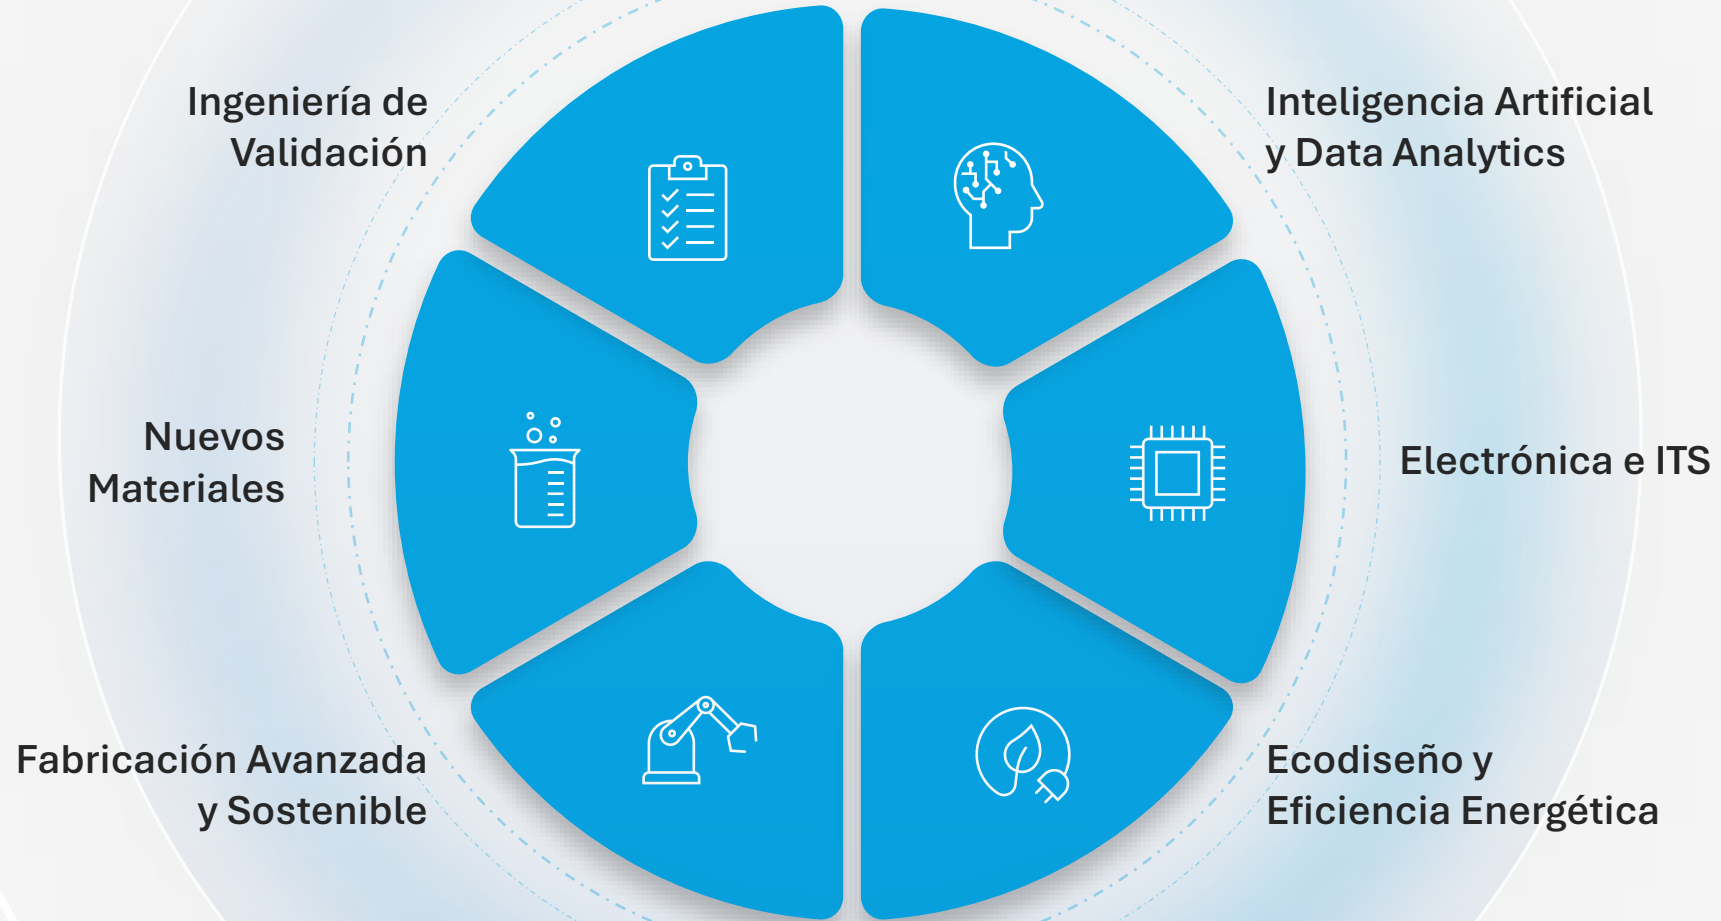 Ingeniería de
Validación
Inteligencia Artificial
y Data Analytics
Nuevos
Materiales
Electrónica e ITS
Fabricación Avanzada
y Sostenible
Ecodiseño y
Eficiencia Energética